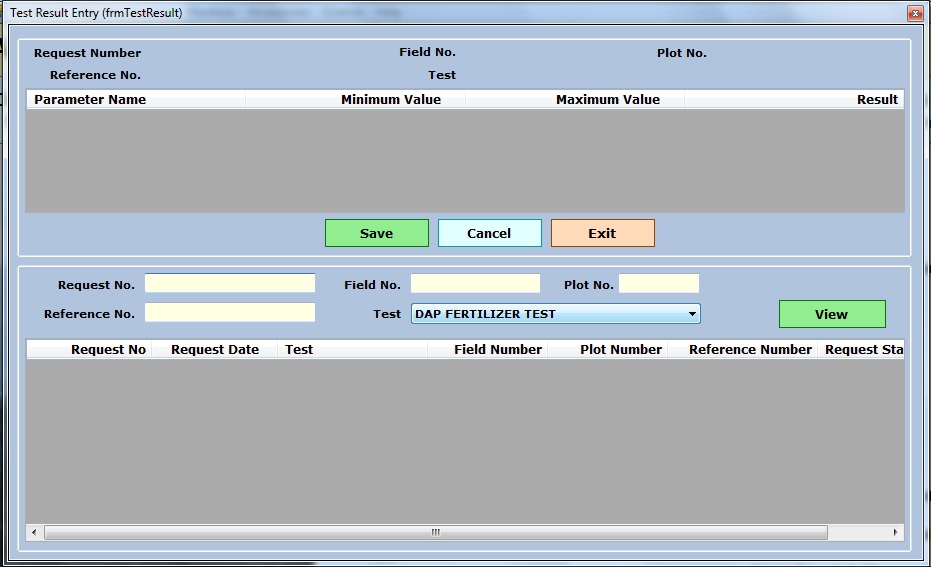 Test Result Entry (frmTestResult)
Request Number Field No. Plot No.
Reference No. Test
Parameter Name Minimum Value Maximum Value Result
Save Cancel Exit
Request No. Field No. Plot No.
Reference No. Test DAP FERTILIZER TEST View
Request No Request Date Test Field Number Plot Number Reference Number Request Sta